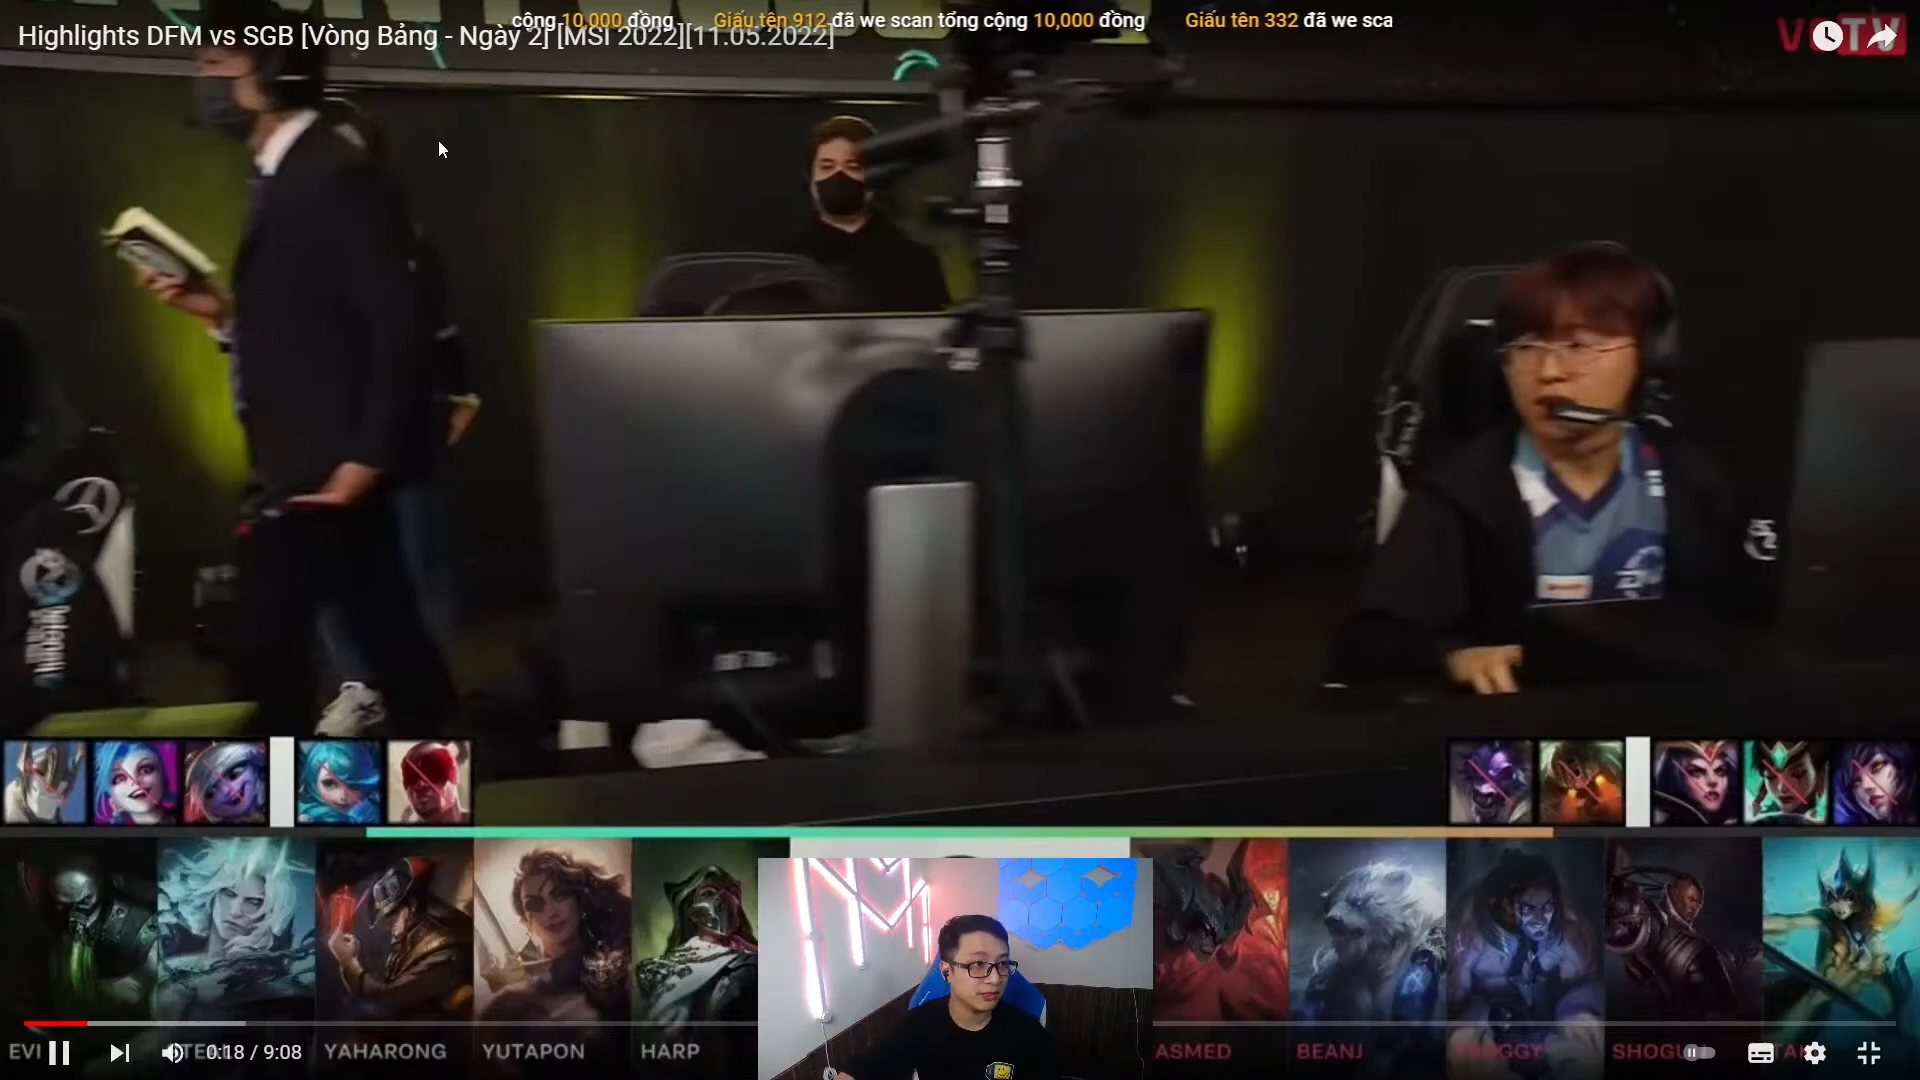 cộng 10,000 đồng Giấu tên 912 đã we scan tổng cộng 10,000 đồng Giấu tên 332 đã we sca
Highlights DFM vs SGB [Vòng Bảng - Ngày 2] [MSI 2022][11.05.2022]
EVI
YAHARONG
YUTAPON
HARP
BEANJ
0:18 / 9:08